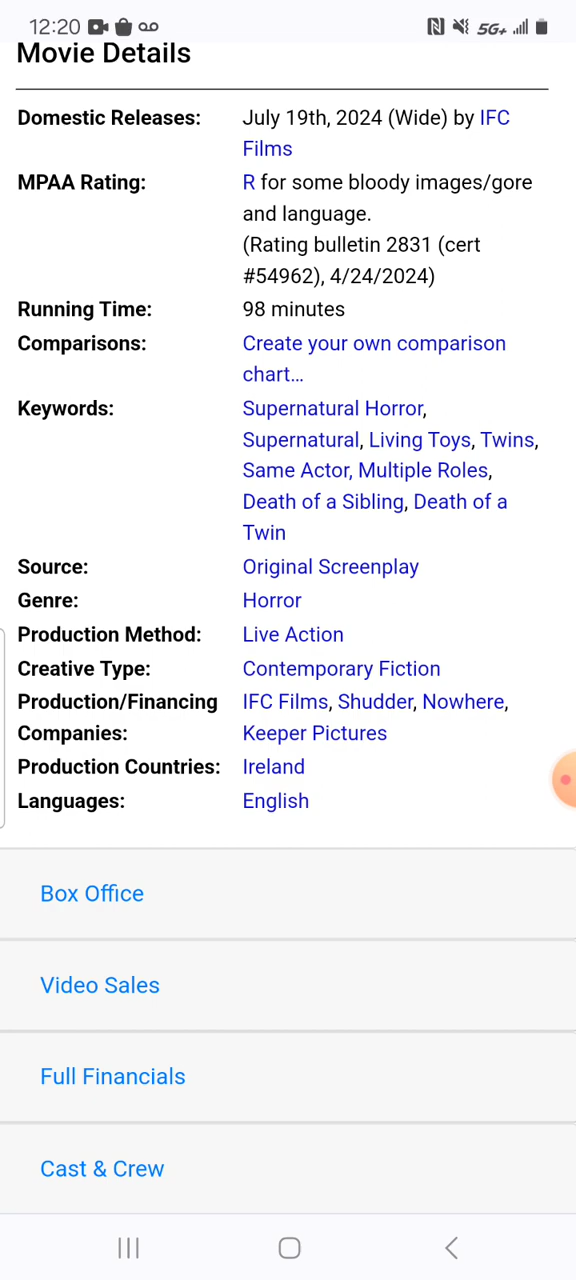 12:20
5G+
Movie Details
Domestic Releases: July 19th, 2024 (Wide) by IFC
Films
MPAA Rating: R for some bloody images/gore
and language.
(Rating bulletin 2831 (cert
#54962), 4/24/2024)
Running Time: 98 minutes
Comparisons: Create your own comparison
chart…
Keywords: Supernatural Horror,
Supernatural, Living Toys, Twins,
Same Actor, Multiple Roles,
Death of a Sibling, Death of a
Twin
Source: Original Screenplay
Genre: Horror
Production Method: Live Action
Creative Type: Contemporary Fiction
Production/Financing IFC Films, Shudder, Nowhere,
Companies: Keeper Pictures
Production Countries: Ireland
Languages: English
Box Office
Video Sales
Full Financials
Cast & Crew